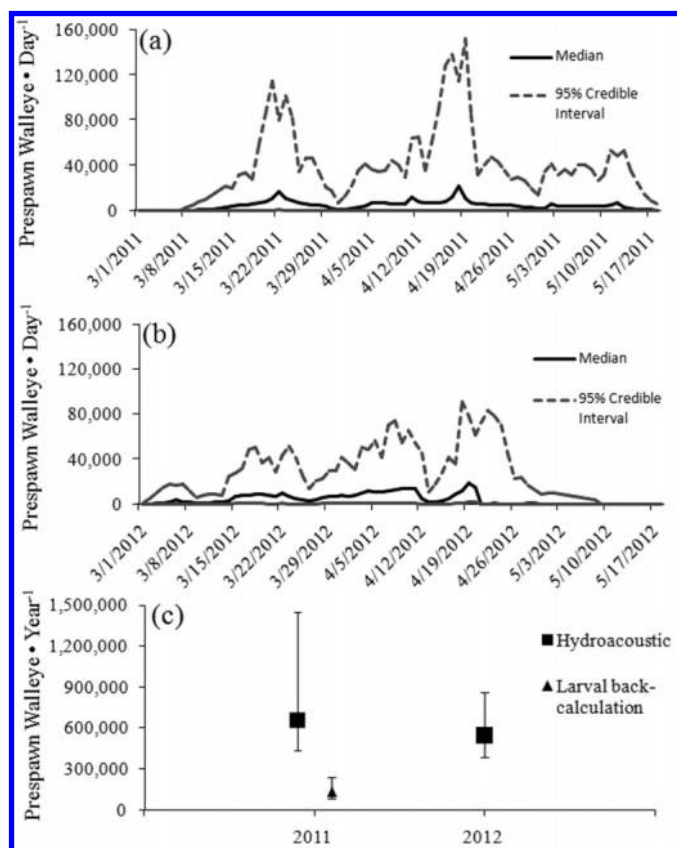 (a)
Prespawn Walleye • Day-1
160,000
120,000
80,000
40,000
0
Median
95% Credible
Interval
3/1/2011
3/8/2011
3/15/2011
3/22/2011
3/29/2011
4/5/2011
4/12/2011
4/19/2011
4/26/2011
5/3/2011
5/10/2011
5/17/2011
(b)
Prespawn Walleye • Day-1
160,000
120,000
80,000
40,000
0
Median
95% Credible
Interval
3/1/2012
3/8/2012
3/15/2012
3/22/2012
3/29/2012
4/5/2012
4/12/2012
4/19/2012
4/26/2012
5/3/2012
5/10/2012
5/17/2012
(c)
Prespawn Walleye • Year-1
1,500,000
1,200,000
900,000
600,000
300,000
0
Hydroacoustic
Larval back-
calculation
2011
2012